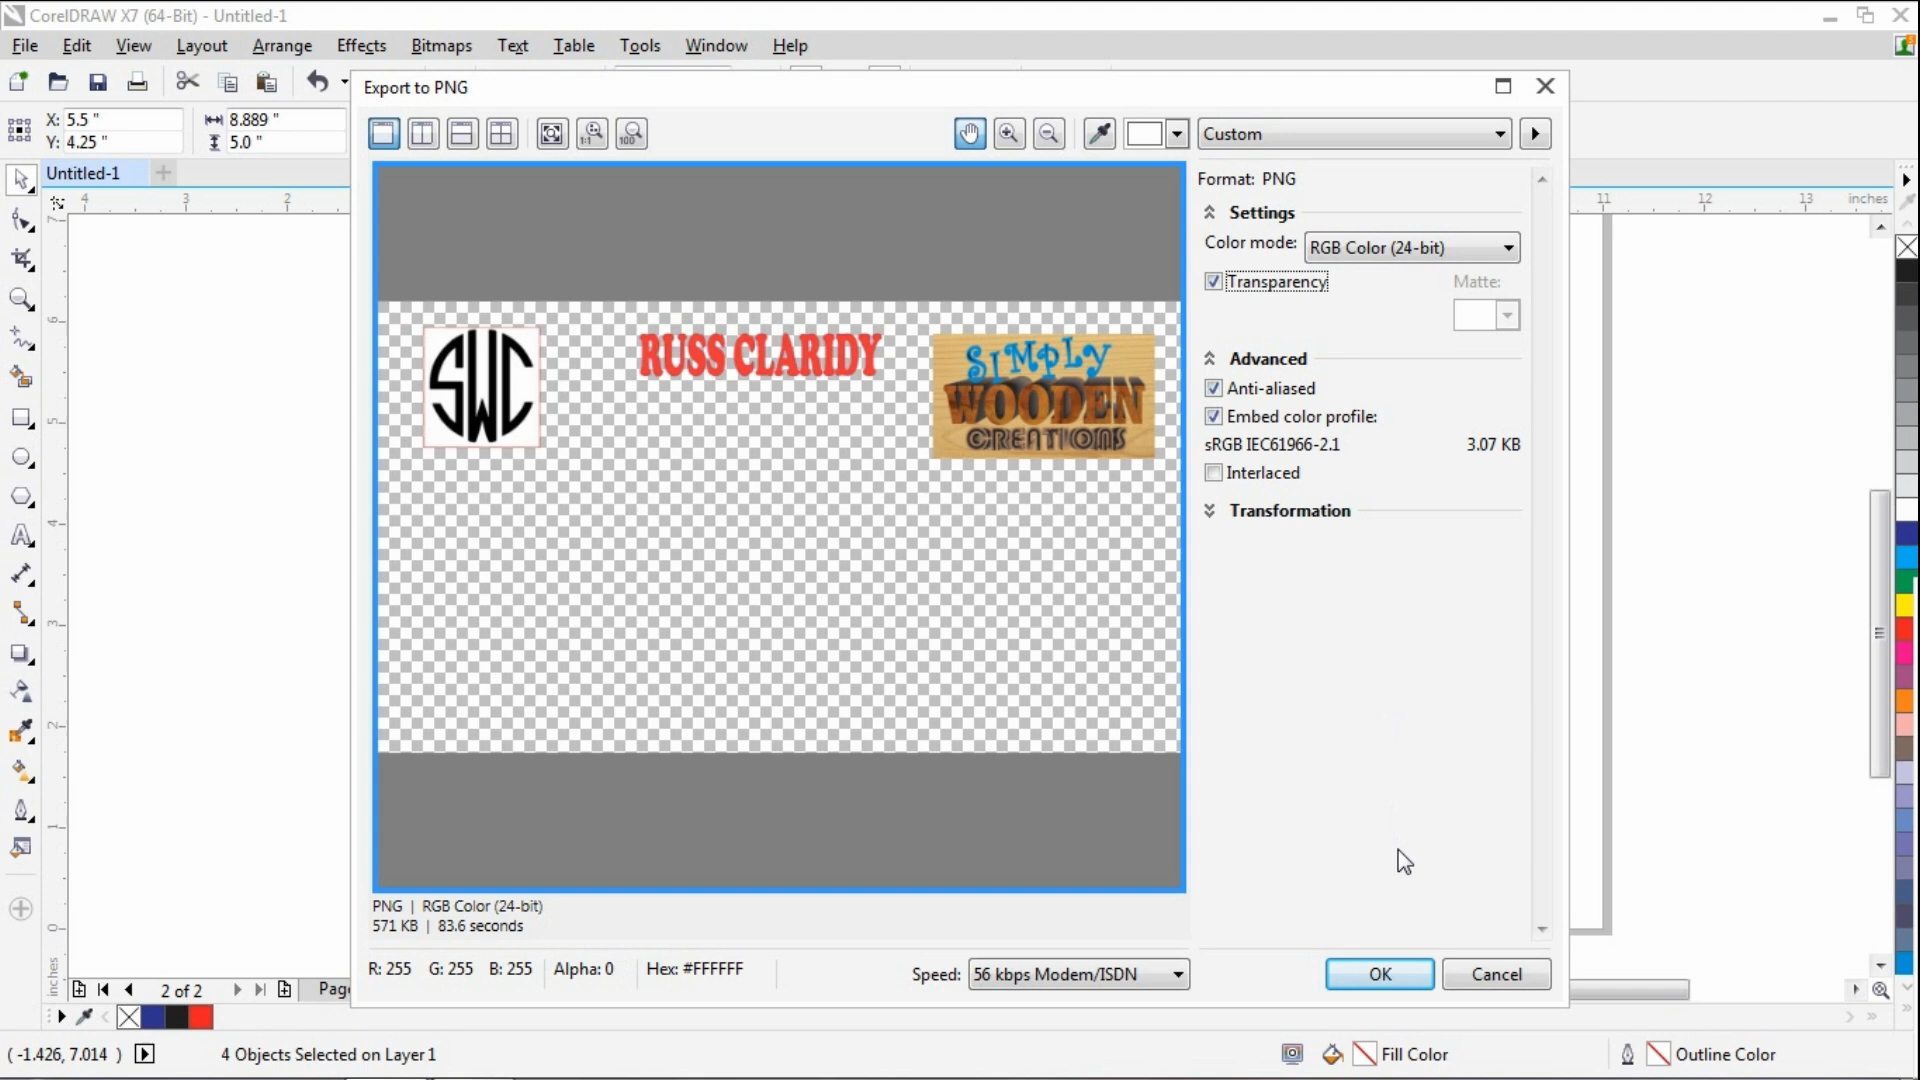 CorelDRAW X7 (64-Bit) - Untitled-1
File Edit View Layout Arrange Effects Bitmaps Text Table Tools Window Help
Export to PNG
X: 5.5 " 8.889 "
Y: 4.25 " 5.0 "
1:1 100 Custom
Untitled-1
4 3 2 11 12 13 inches
7 6 5 4 3 2 1 0 inches
Format: PNG
Settings
Color mode: RGB Color (24-bit)
Transparency Matte:
SWC
RUSS CLARIDY
SIMPLY
WOODEN
CREATIONS
Advanced
Anti-aliased
Embed color profile:
sRGB IEC61966-2.1 3.07 KB
Interlaced
Transformation
PNG | RGB Color (24-bit)
571 KB | 83.6 seconds
R: 255 G: 255 B: 255 Alpha: 0 Hex: #FFFFFF
Speed: 56 kbps Modem/ISDN OK Cancel
2 of 2 Pag
( -1.426, 7.014 ) 4 Objects Selected on Layer 1 Fill Color Outline Color